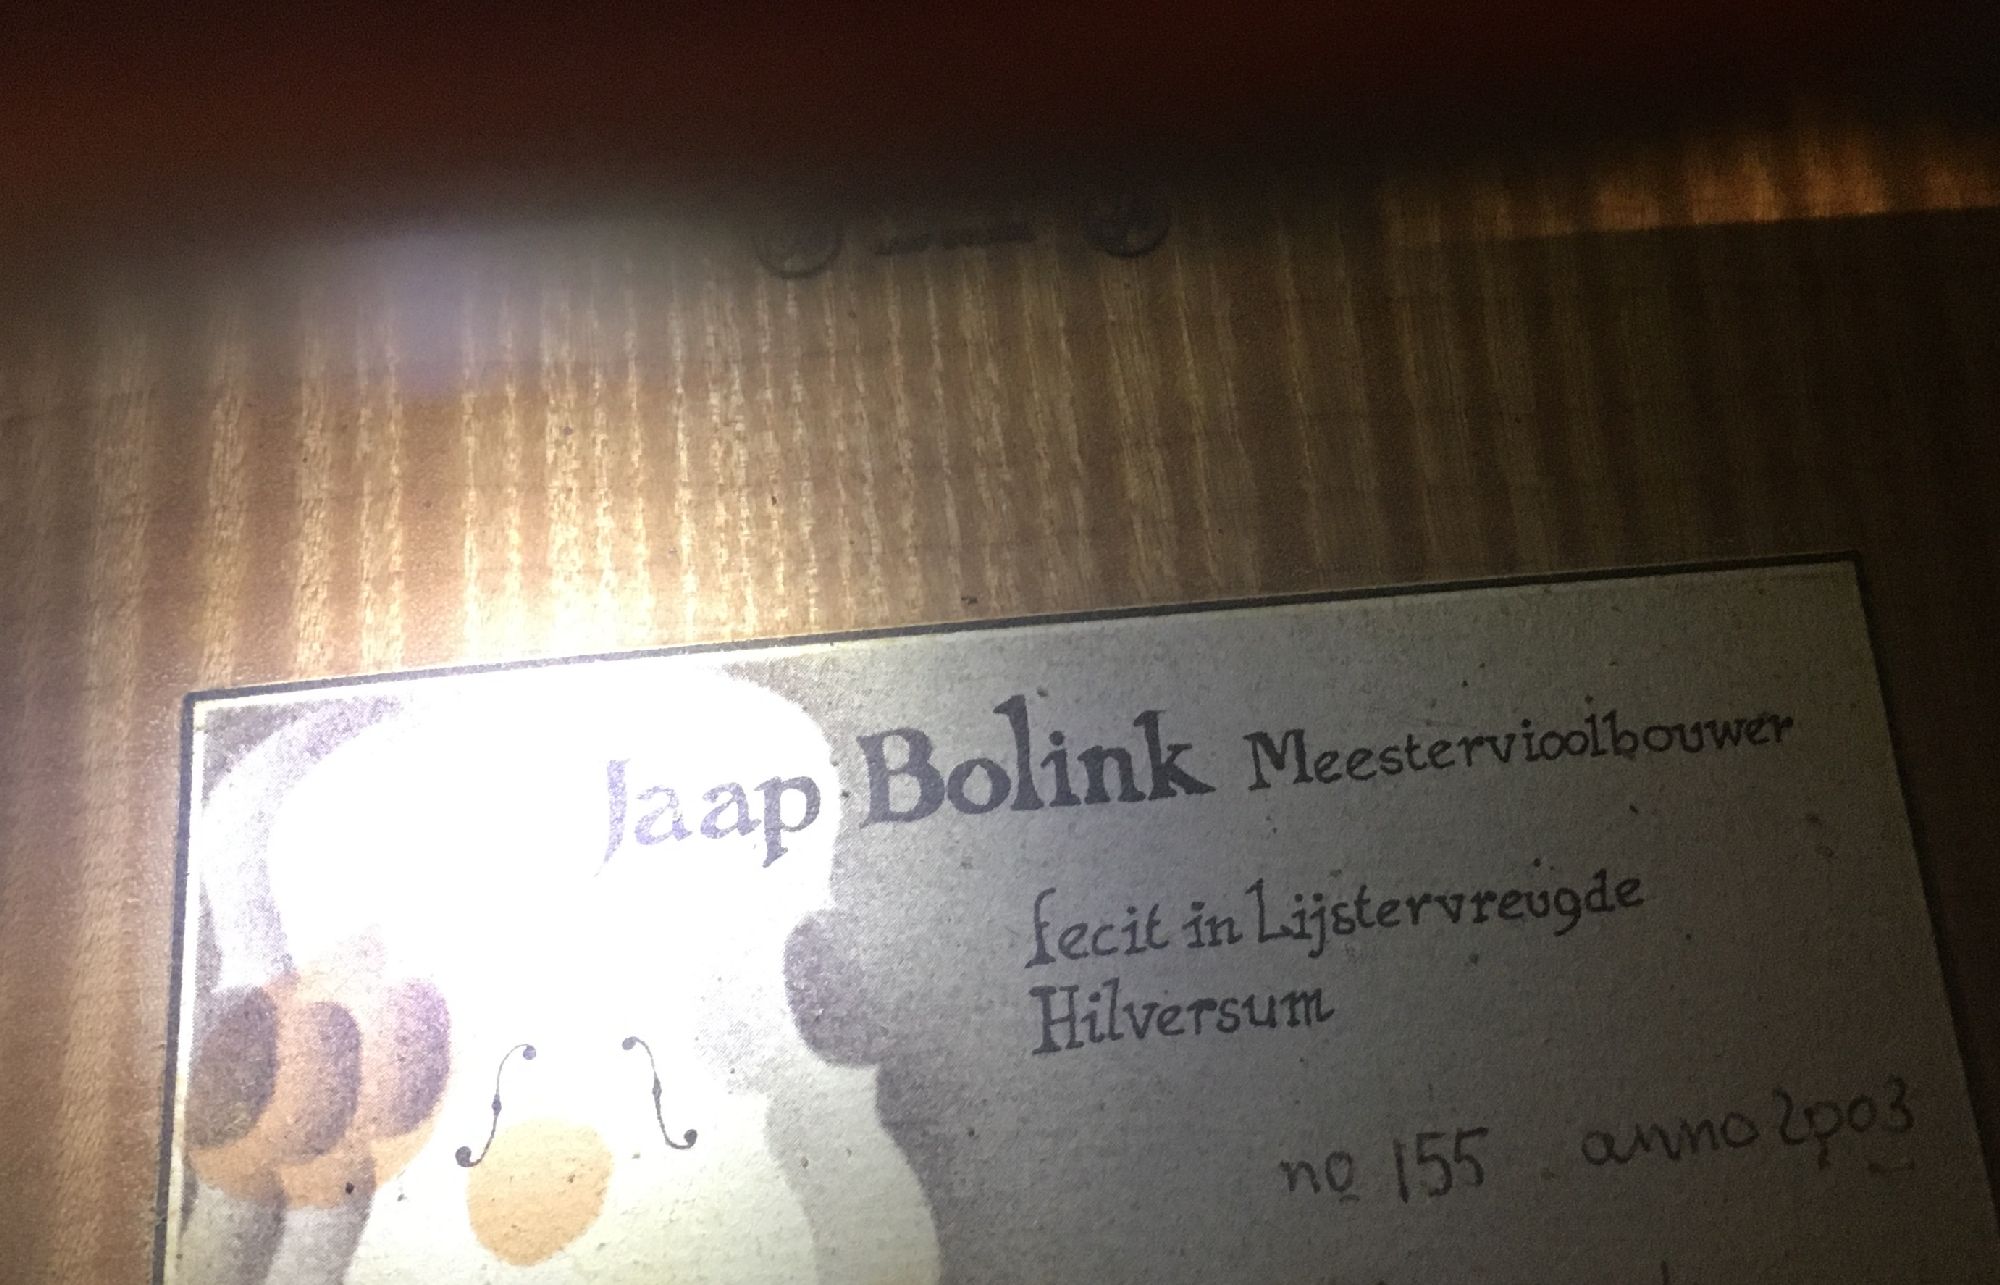 Jaap Bolink Meestervioolbouwer
fecit in Lijstervreugde
Hilversum
no 155 anno 2003